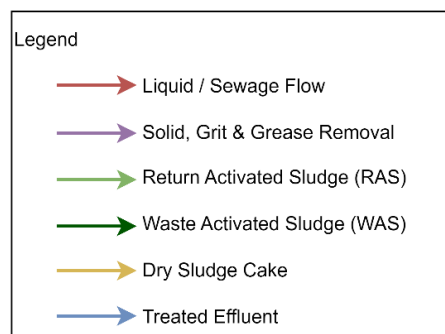 Legend
Liquid / Sewage Flow
Solid, Grit & Grease Removal
Return Activated Sludge (RAS)
Waste Activated Sludge (WAS)
Dry Sludge Cake
Treated Effluent